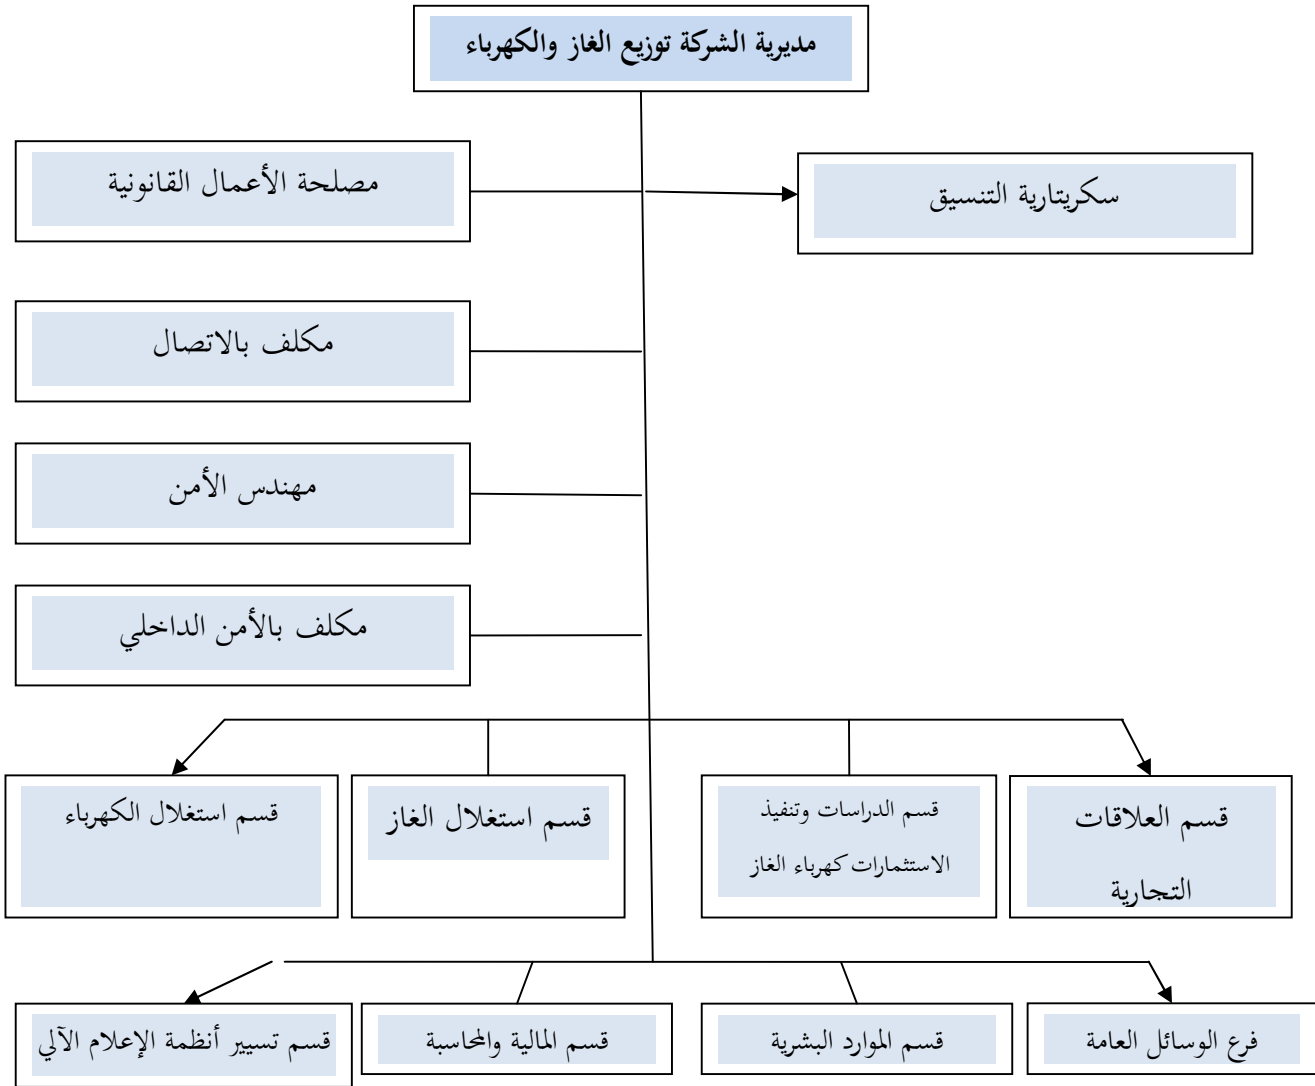 مديرية الشركة توزيع الغاز والكهرباء
سكريتارية التنسيق
مصلحة الأعمال القانونية
مكلف بالاتصال
مهندس الأمن
مكلف بالأمن الداخلي
قسم العلاقات
التجارية
قسم الدراسات وتنفيذ
الاستثمارات كهرباء الغاز
قسم استغلال الغاز
قسم استغلال الكهرباء
فرع الوسائل العامة
قسم الموارد البشرية
قسم المالية والمحاسبة
قسم تسيير أنظمة الإعلام الآلي